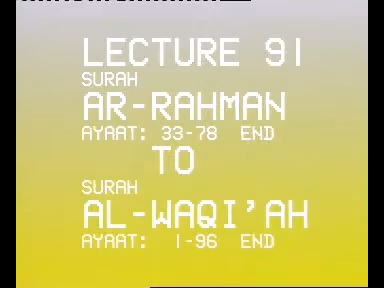 LECTURE 91
SURAH
AR-RAHMAN
AYAAT: 33-78 END
TO
SURAH
AL-WAQI'AH
AYAAT: 1-96 END